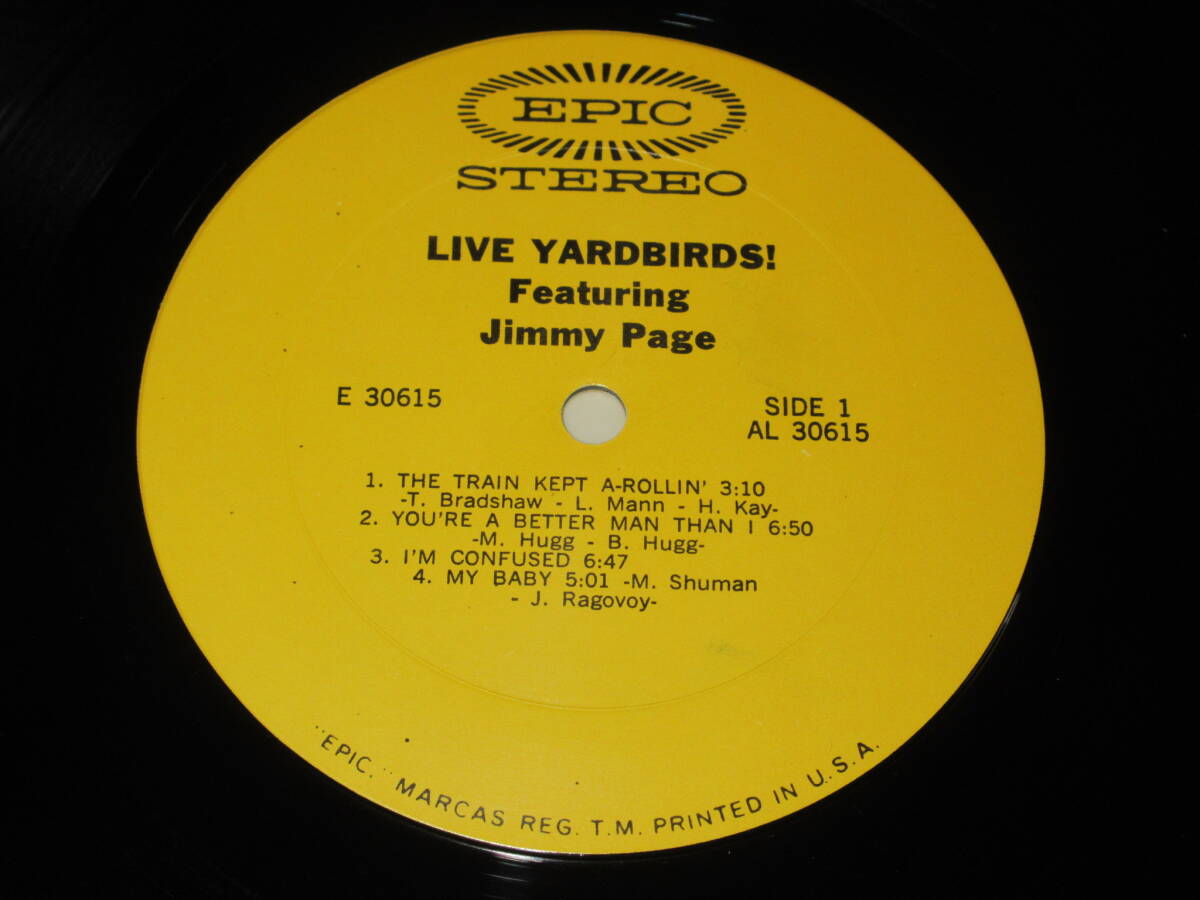 EPIC
STEREO
LIVE YARDBIRDS!
Featuring
Jimmy Page
E 30615
SIDE 1
AL 30615
1. THE TRAIN KEPT A-ROLLIN' 3:10
-T. Bradshaw - L. Mann - H. Kay-
2. YOU'RE A BETTER MAN THAN I 6:50
-M. Hugg - B. Hugg-
3. I'M CONFUSED 6:47
4. MY BABY 5:01 -M. Shuman
- J. Ragovoy-
"EPIC," MARCAS REG. T.M. PRINTED IN U.S.A.